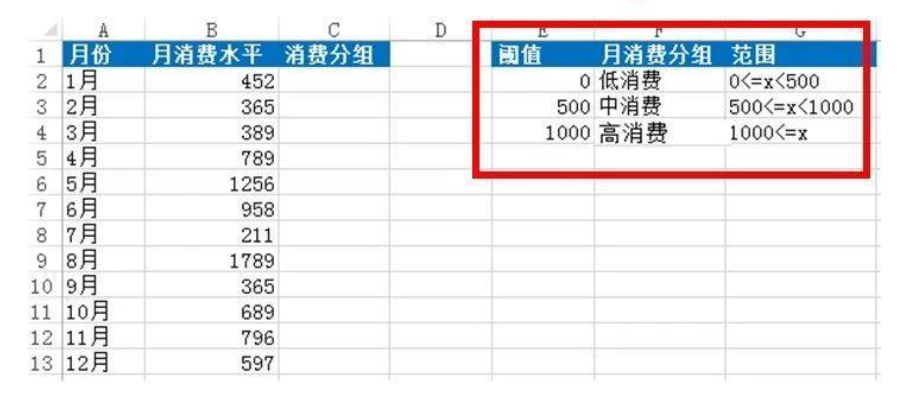 A B C D E F G
1 月份 月消费水平 消费分组 阈值 月消费分组 范围
2 1月 452 0 低消费 0<=x<500
3 2月 365 500 中消费 500<=x<1000
4 3月 389 1000 高消费 1000<=x
5 4月 789
6 5月 1256
7 6月 958
8 7月 211
9 8月 1789
10 9月 365
11 10月 689
12 11月 796
13 12月 597